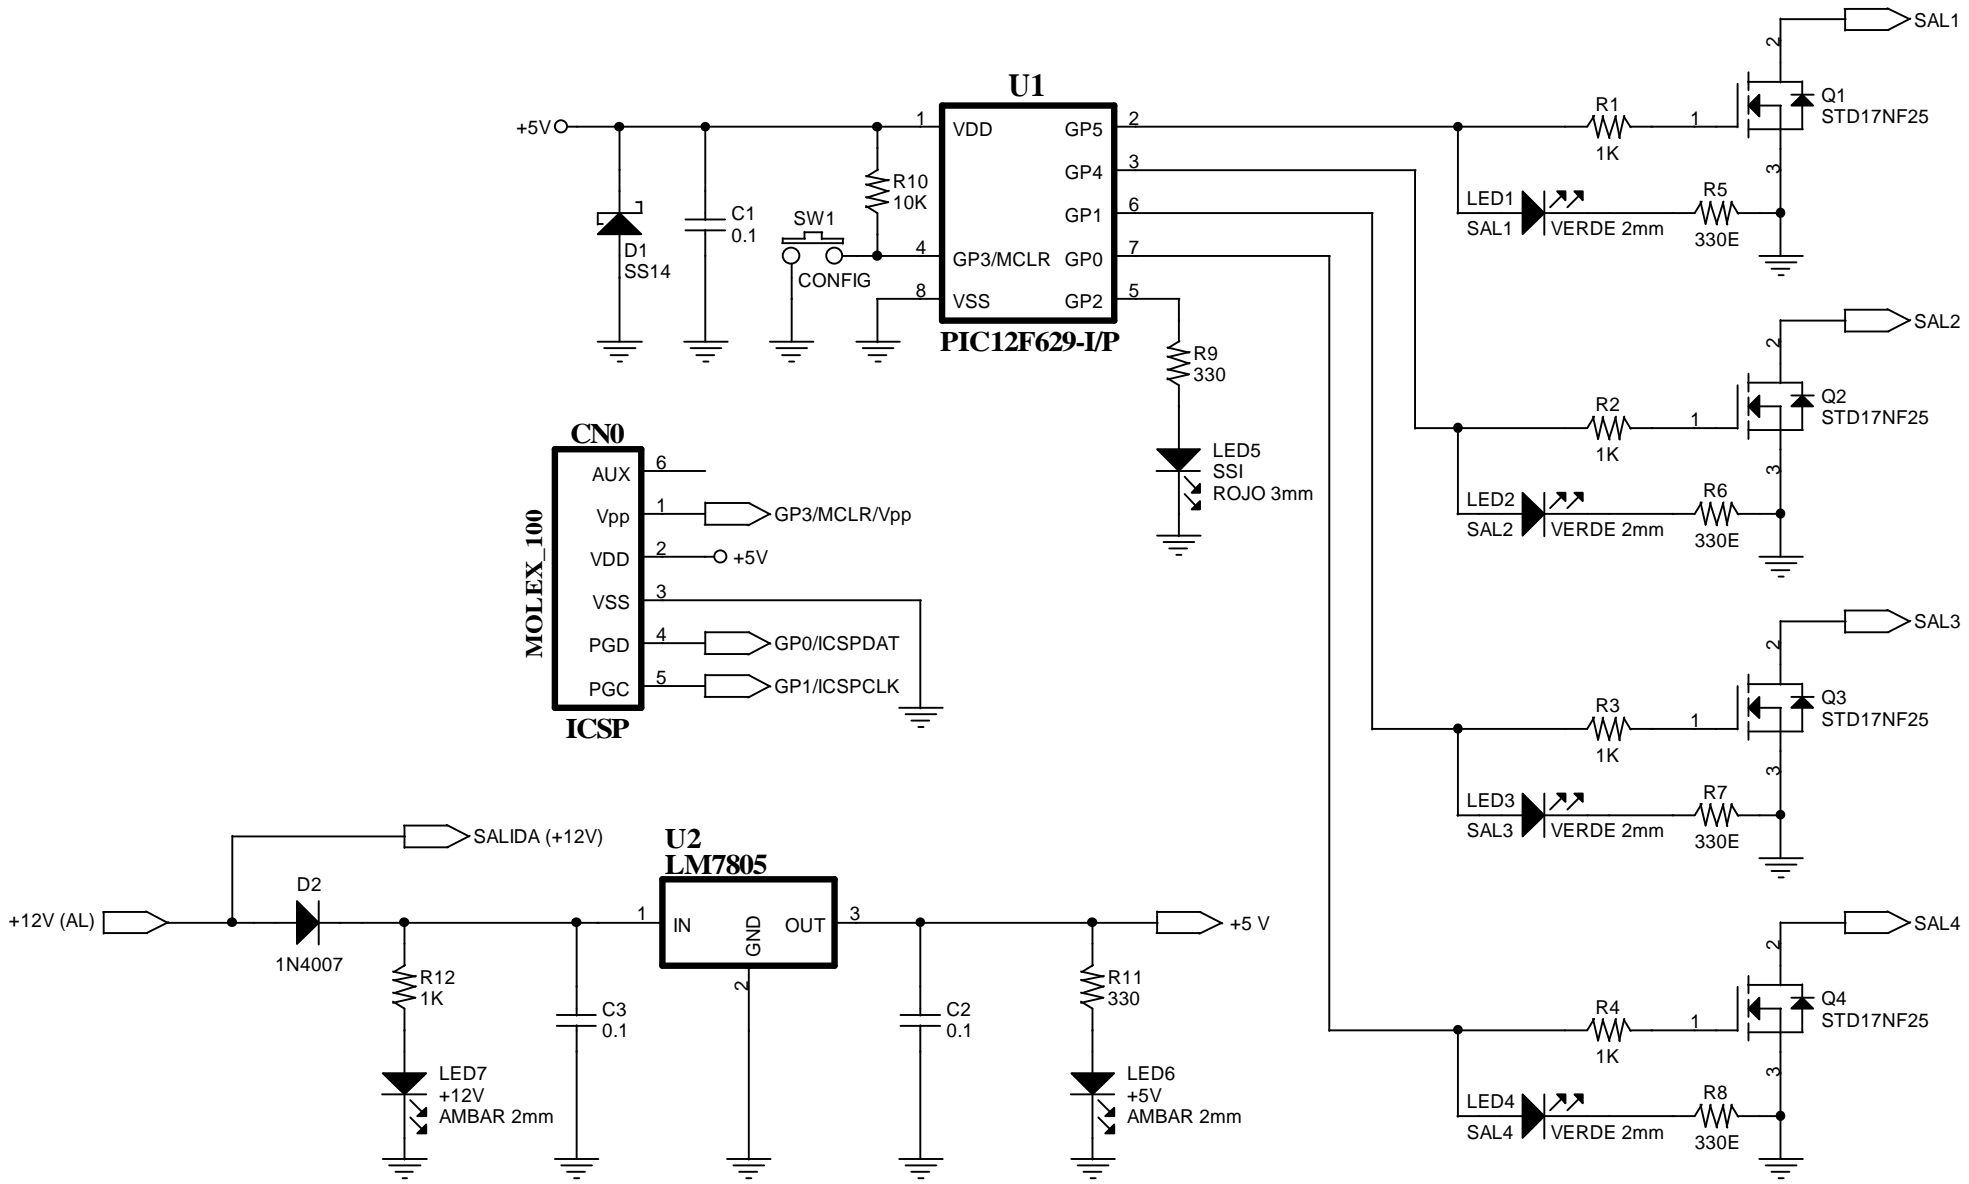 U1
+5V
1
VDD
GP5
2
GP4
3
R10
10K
GP1
6
C1
0.1
SW1
CONFIG
4
GP3/MCLR
GP0
7
D1
SS14
8
VSS
GP2
5
PIC12F629-I/P
R9
330
LED5
SSI
ROJO 3mm
SAL1
2
Q1
STD17NF25
R1
1K
1
3
LED1
SAL1
VERDE 2mm
R5
330E
SAL2
2
Q2
STD17NF25
R2
1K
1
3
LED2
SAL2
VERDE 2mm
R6
330E
CN0
MOLEX_100
AUX
6
Vpp
1
GP3/MCLR/Vpp
VDD
2
+5V
VSS
3
PGD
4
GP0/ICSPDAT
PGC
5
GP1/ICSPCLK
ICSP
SAL3
2
Q3
STD17NF25
R3
1K
1
3
LED3
SAL3
VERDE 2mm
R7
330E
SALIDA (+12V)
U2
LM7805
D2
1N4007
+12V (AL)
1
IN
GND
OUT
3
2
+5 V
R12
1K
C3
0.1
C2
0.1
R11
330
LED7
+12V
AMBAR 2mm
LED6
+5V
AMBAR 2mm
SAL4
2
Q4
STD17NF25
R4
1K
1
3
LED4
SAL4
VERDE 2mm
R8
330E